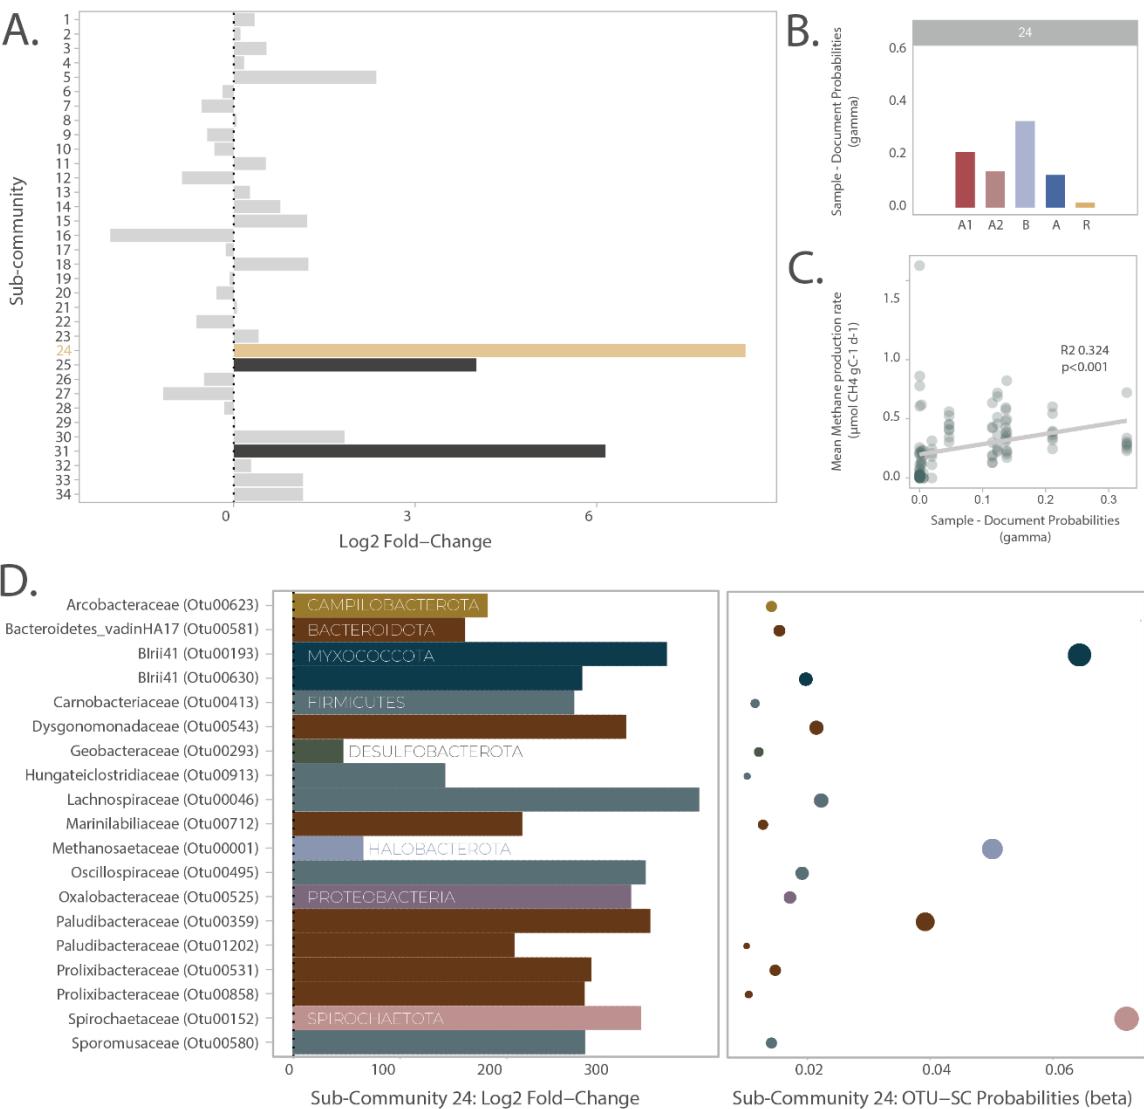 A.
1
2
3
4
5
6
7
8
9
10
11
12
13
14
15
16
17
18
19
20
21
22
23
24
25
26
27
28
29
30
31
32
33
34
Sub-community
0 3 6
Log2 Fold−Change
B.
24
Sample - Document Probabilities
(gamma)
0.6
0.4
0.2
0.0
A1 A2 B A R
C.
Mean Methane production rate
(µmol CH4 gC-1 d-1)
1.5
1.0
0.5
0.0
R2 0.324
p<0.001
0.0 0.1 0.2 0.3
Sample - Document Probabilities
(gamma)
D.
Arcobacteraceae (Otu00623) CAMPILOBACTEROTA
Bacteroidetes_vadinHA17 (Otu00581) BACTEROIDOTA
BIrii41 (Otu00193) MYXOCOCCOTA
BIrii41 (Otu00630)
Carnobacteriaceae (Otu00413) FIRMICUTES
Dysgonomonadaceae (Otu00543)
Geobacteraceae (Otu00293) DESULFOBACTEROTA
Hungateiclostridiaceae (Otu00913)
Lachnospiraceae (Otu00046)
Marinilabiliaceae (Otu00712)
Methanosaetaceae (Otu00001) HALOBACTEROTA
Oscillospiraceae (Otu00495)
Oxalobacteraceae (Otu00525) PROTEOBACTERIA
Paludibacteraceae (Otu00359)
Paludibacteraceae (Otu01202)
Prolixibacteraceae (Otu00531)
Prolixibacteraceae (Otu00858)
Spirochaetaceae (Otu00152) SPIROCHAETOTA
Sporomusaceae (Otu00580)
0 100 200 300
Sub-Community 24: Log2 Fold−Change
0.02 0.04 0.06
Sub-Community 24: OTU−SC Probabilities (beta)